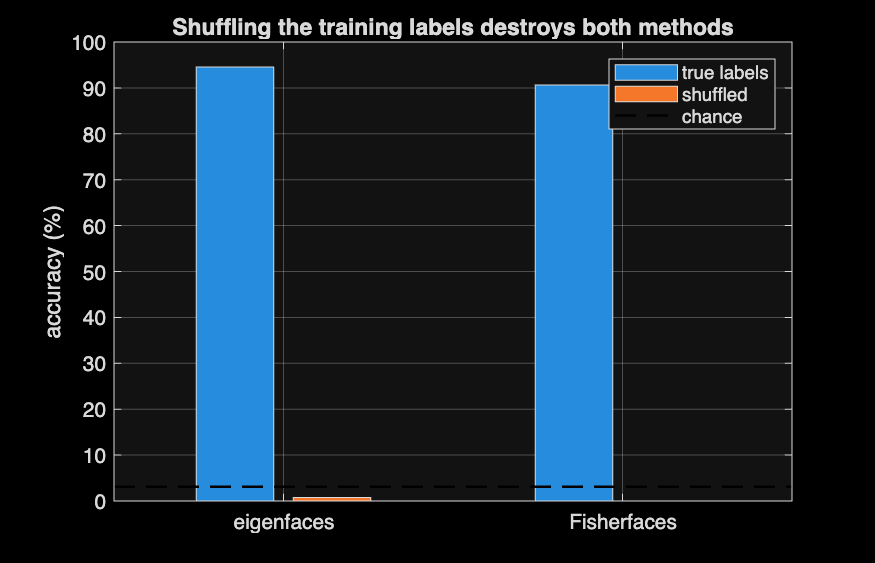 Shuffling the training labels destroys both methods
100
90
80
70
60
50
40
30
20
10
0
accuracy (%)
true labels
shuffled
chance
eigenfaces
Fisherfaces